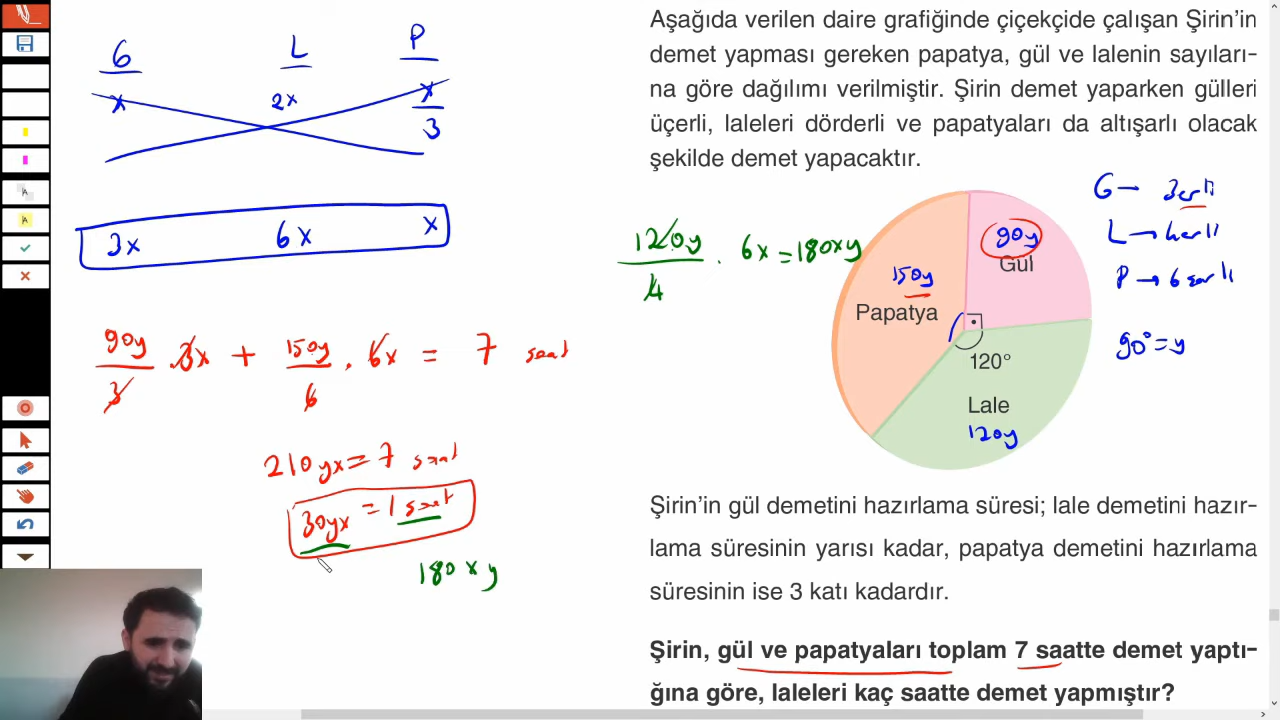 Aşağıda verilen daire grafiğinde çiçekçide çalışan Şirin'in
demet yapması gereken papatya, gül ve lalenin sayıları-
na göre dağılımı verilmiştir. Şirin demet yaparken gülleri
üçerli, laleleri dörderli ve papatyaları da altışarlı olacak
şekilde demet yapacaktır.
G L P
x 2x x/3
3x 6x x
90y/3 . 3x + 150y/6 . 6x = 7 saat
210yx = 7 saat
30yx = 1 saat
180xy
120y/4 . 6x = 180xy
90y
Gül
150y
Papatya
120°
Lale
120y
G → 3erli
L → 4erli
P → 6şarlı
90° = y
Şirin'in gül demetini hazırlama süresi; lale demetini hazır-
lama süresinin yarısı kadar, papatya demetini hazırlama
süresinin ise 3 katı kadardır.
Şirin, gül ve papatyaları toplam 7 saatte demet yaptı-
ğına göre, laleleri kaç saatte demet yapmıştır?